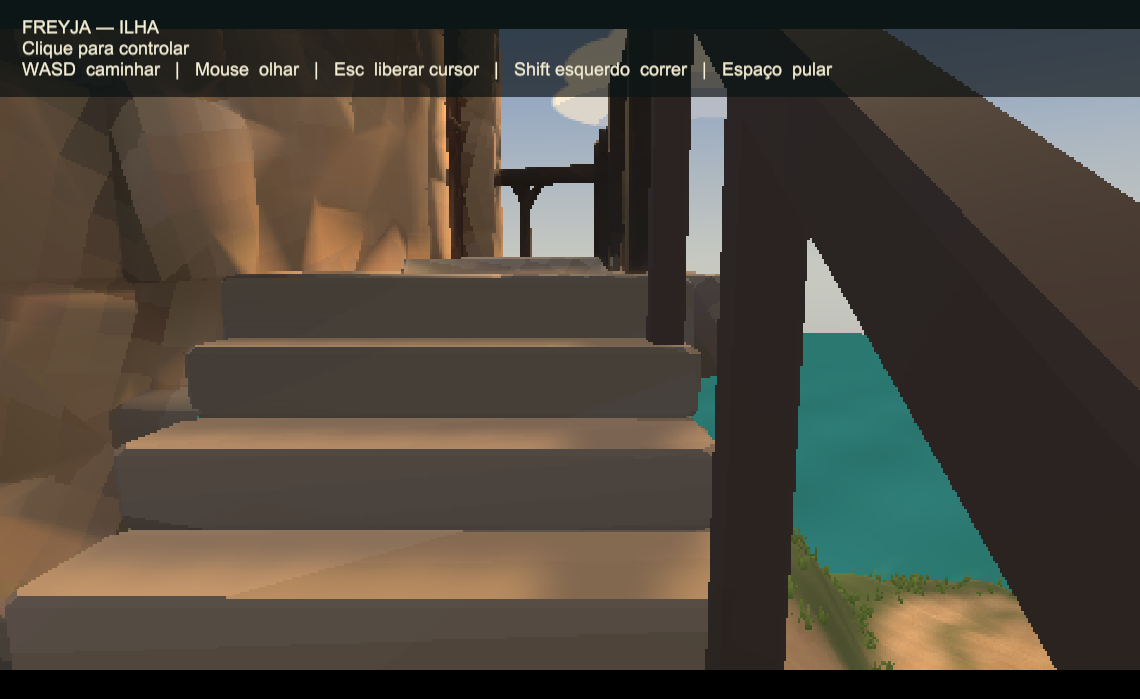 FREYJA — ILHA
Clique para controlar
WASD caminhar | Mouse olhar | Esc liberar cursor | Shift esquerdo correr | Espaço pular